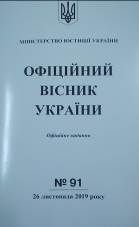 МІНІСТЕРСТВО ЮСТИЦІЇ УКРАЇНИ
ОФІЦІЙНИЙ
ВІСНИК
УКРАЇНИ
Офіційне видання
№ 91
26 листопада 2019 року